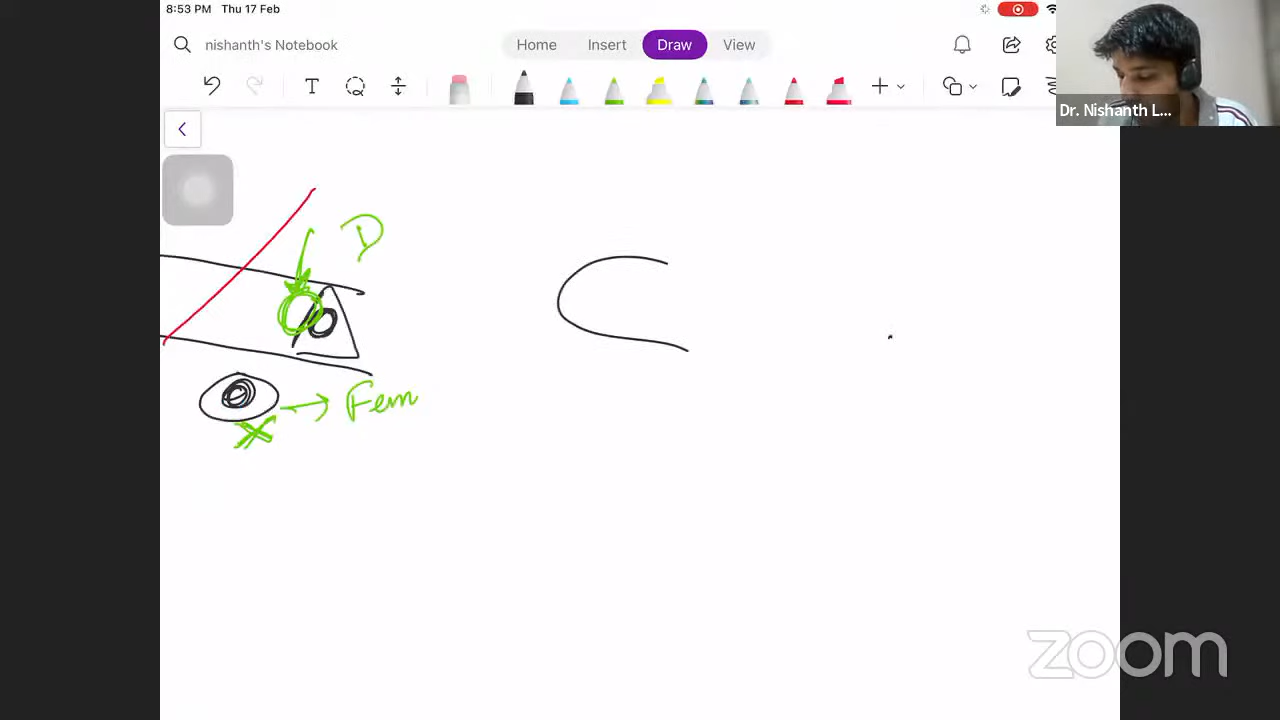 8:53 PM Thu 17 Feb
nishanth's Notebook
Home Insert Draw View
T
Dr. Nishanth L...
D
Fem
zoom